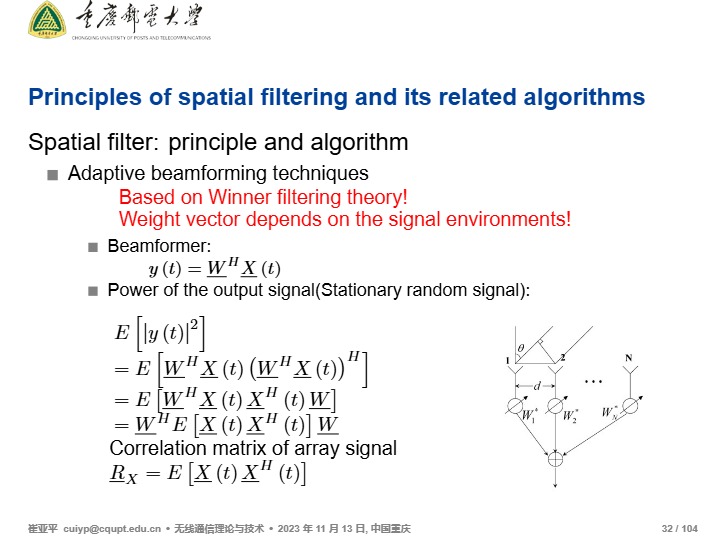 重慶郵電大學
CHONGQING UNIVERSITY OF POSTS AND TELECOMMUNICATIONS
Principles of spatial filtering and its related algorithms
Spatial filter: principle and algorithm
■ Adaptive beamforming techniques
Based on Winner filtering theory!
Weight vector depends on the signal environments!
■ Beamformer:
y (t) = W^H X (t)
■ Power of the output signal(Stationary random signal):
E [|y (t)|^2]
= E [W^H X (t) (W^H X (t))^H]
= E [W^H X (t) X^H (t) W]
= W^H E [X (t) X^H (t)] W
Correlation matrix of array signal
R_X = E [X (t) X^H (t)]
θ
1 2 N
d ...
W_1^* W_2^* W_N^*
崔亚平 cuiyp@cqupt.edu.cn • 无线通信理论与技术 • 2023 年 11 月 13 日, 中国重庆 32 / 104